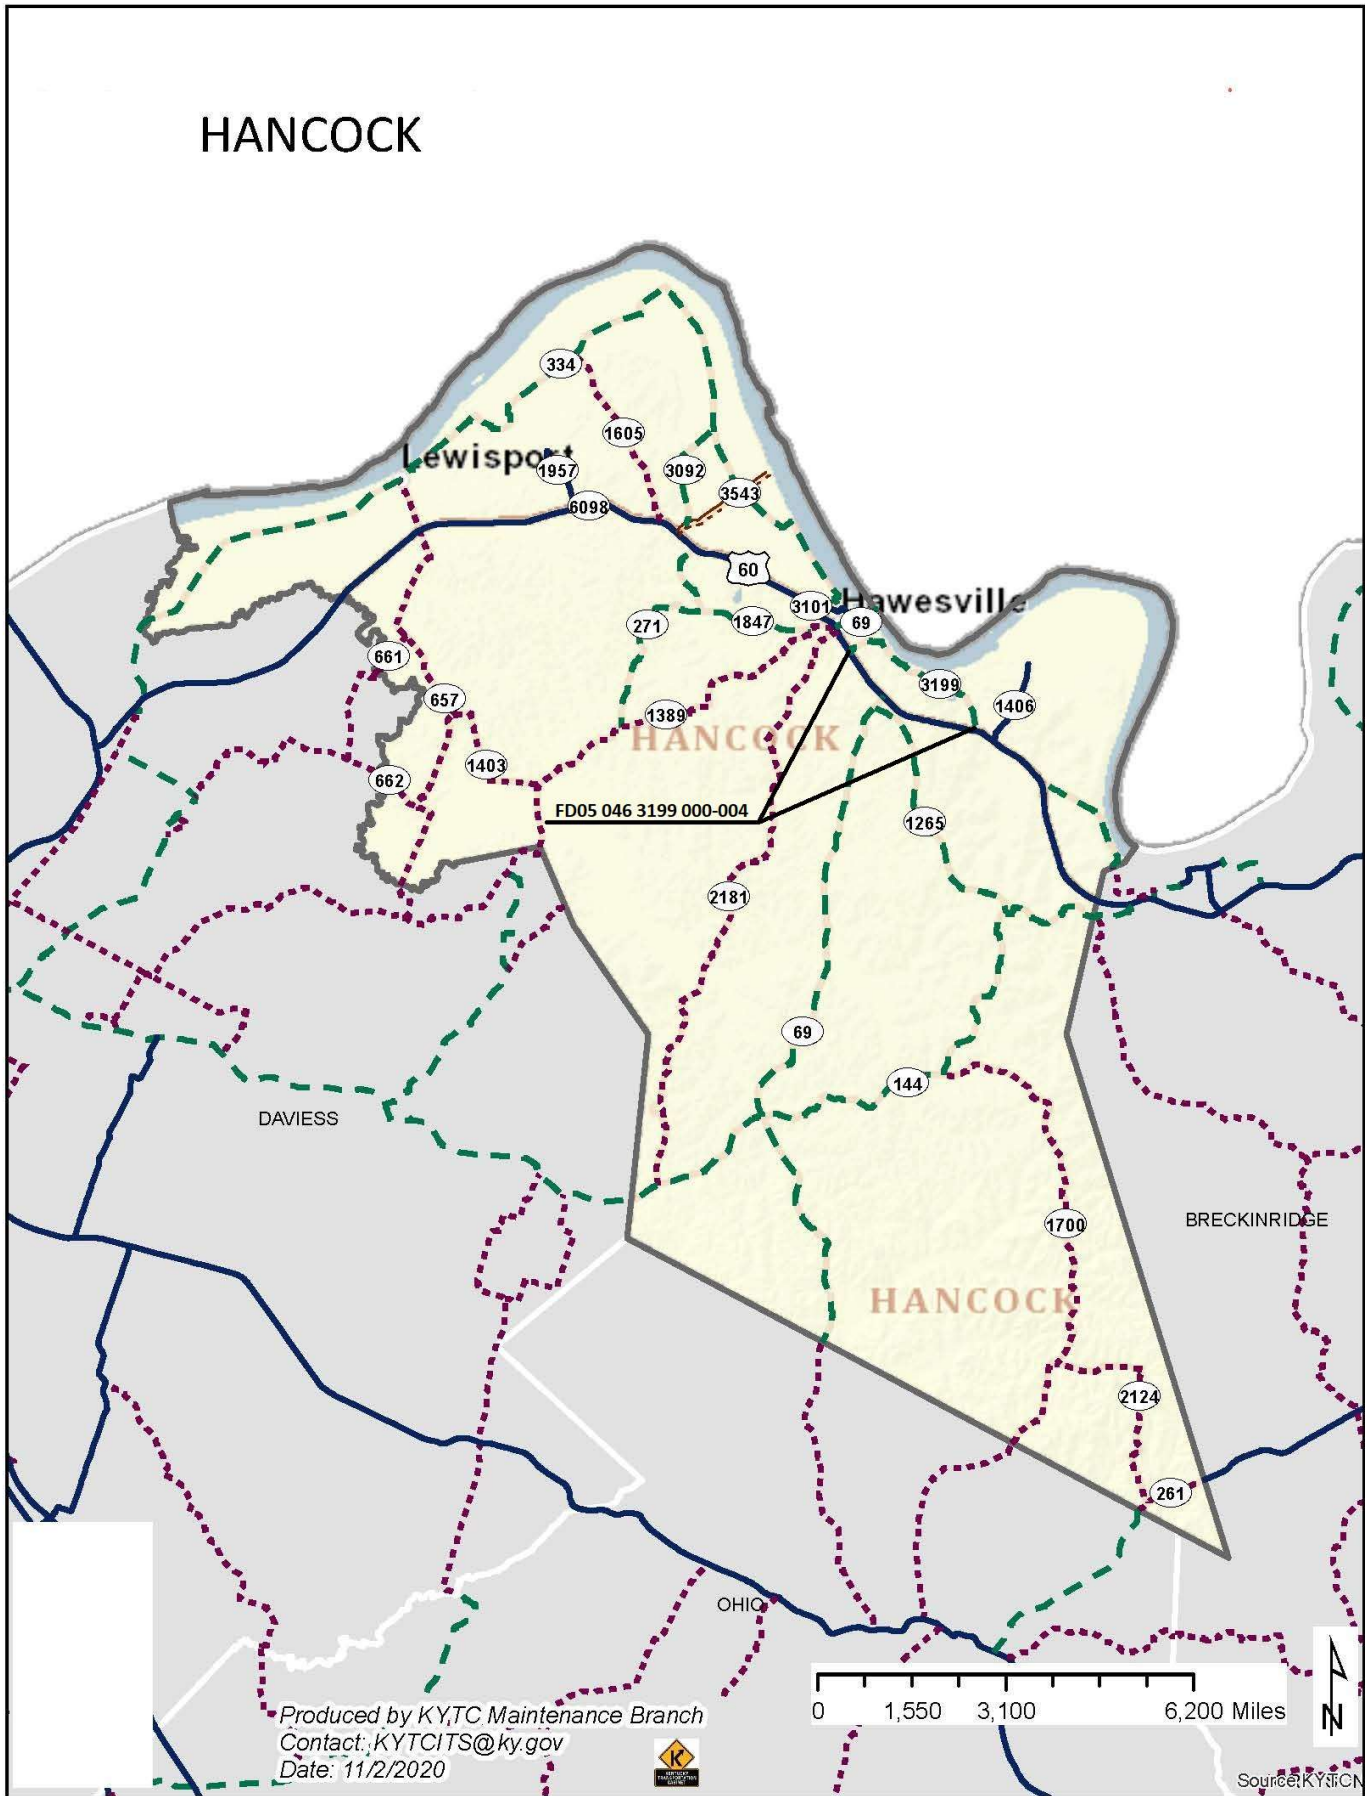 HANCOCK
334
1605
Lewisport
1957
3092
3543
6098
60
Hawesville
3101
69
271
1847
661
3199
657
1406
1389
HANCOCK
1403
662
FD05 046 3199 000-004
1265
2181
69
144
DAVIESS
1700
BRECKINRIDGE
HANCOCK
2124
261
OHIO
0 1,550 3,100 6,200 Miles
N
Produced by KYTC Maintenance Branch
Contact: KYTCITS@ky.gov
Date: 11/2/2020
KENTUCKY
TRANSPORTATION
CABINET